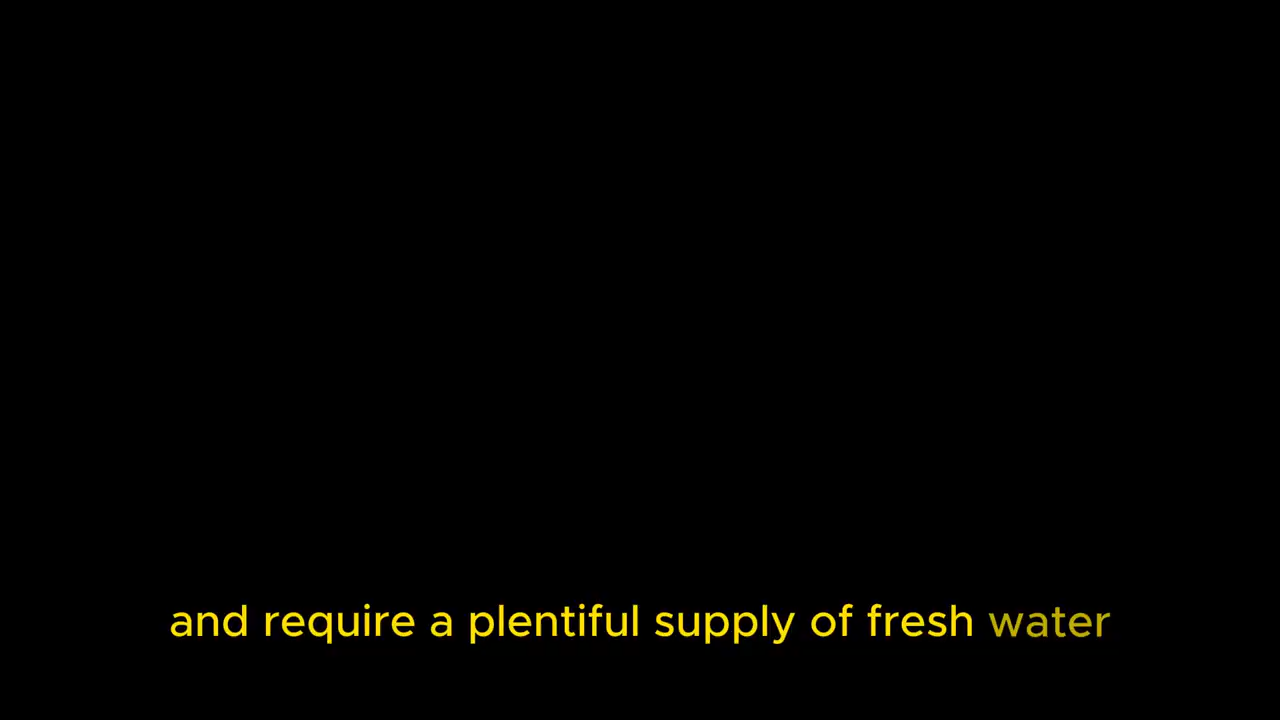 and require a plentiful supply of fresh water